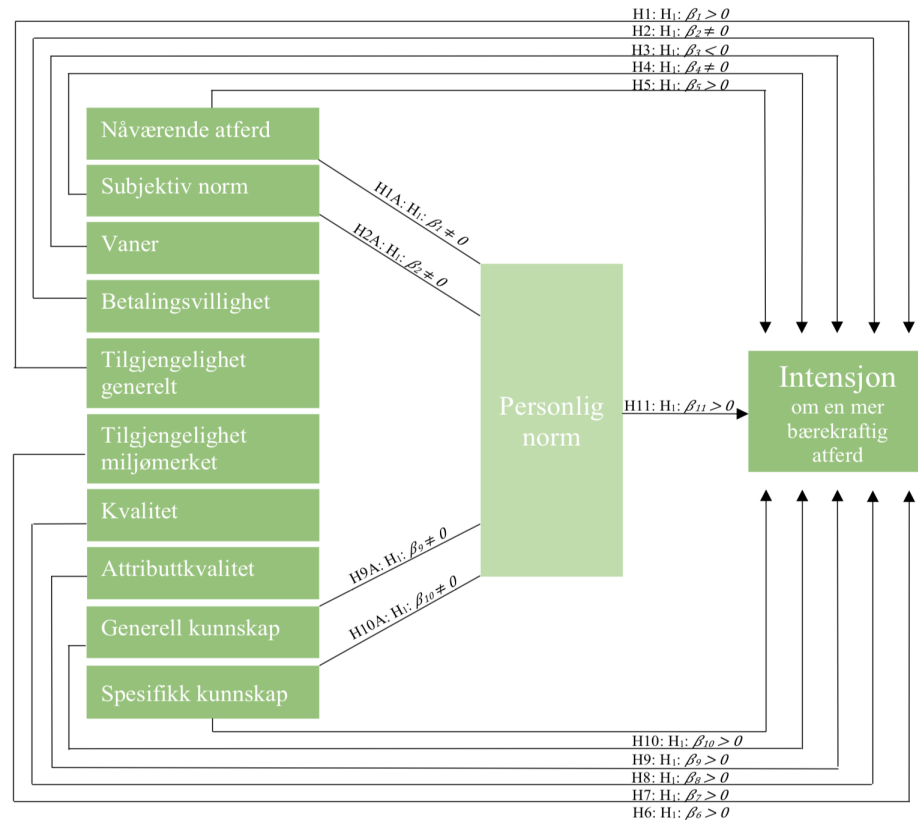 H1: H₁: β₁ > 0
H2: H₁: β₂ ≠ 0
H3: H₁: β₃ < 0
H4: H₁: β₄ ≠ 0
H5: H₁: β₅ > 0
Nåværende atferd
Subjektiv norm
Vaner
Betalingsvillighet
Tilgjengelighet
generelt
Tilgjengelighet
miljømerket
Kvalitet
Attributtkvalitet
Generell kunnskap
Spesifikk kunnskap
H1A: H₁: β₁ ≠ 0
H2A: H₁: β₂ ≠ 0
H9A: H₁: β₉ ≠ 0
H10A: H₁: β₁₀ ≠ 0
Personlig
norm
H11: H₁: β₁₁ > 0
Intensjon
om en mer
bærekraftig
atferd
H10: H₁: β₁₀ > 0
H9: H₁: β₉ > 0
H8: H₁: β₈ > 0
H7: H₁: β₇ > 0
H6: H₁: β₆ > 0